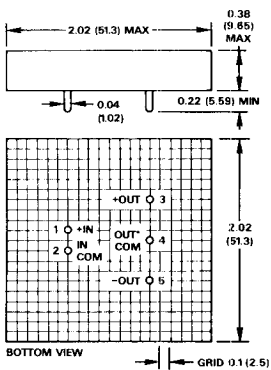 0.38
(9.65)
MAX
2.02 (51.3) MAX
0.04
(1.02)
0.22 (5.59) MIN
+OUT 3
1 +IN
2 IN
COM
OUT*
COM 4
2.02
(51.3)
−OUT 5
BOTTOM VIEW
GRID 0.1 (2.5)